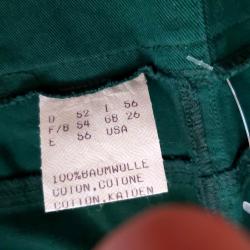 D 52 I 56
F/B 54 GB 26
E 56 USA
100%BAUMWOLLE
COTON,COTONE
COTTON,KATOEN